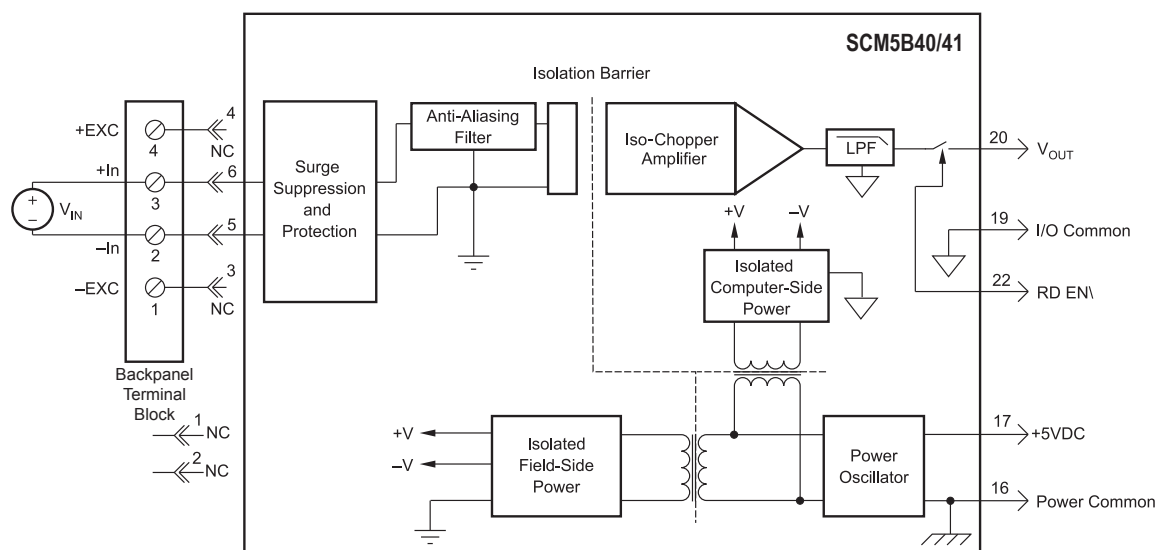 SCM5B40/41
Isolation Barrier
+EXC
4
4
NC
+In
3
6
+
–
V_IN
–In
2
5
–EXC
1
3
NC
Backpanel
Terminal
Block
1
NC
2
NC
Surge
Suppression
and
Protection
Anti-Aliasing
Filter
Iso-Chopper
Amplifier
LPF
20
V_OUT
19
I/O Common
22
RD EN\
+V
–V
Isolated
Computer-Side
Power
+V
–V
Isolated
Field-Side
Power
Power
Oscillator
17
+5VDC
16
Power Common